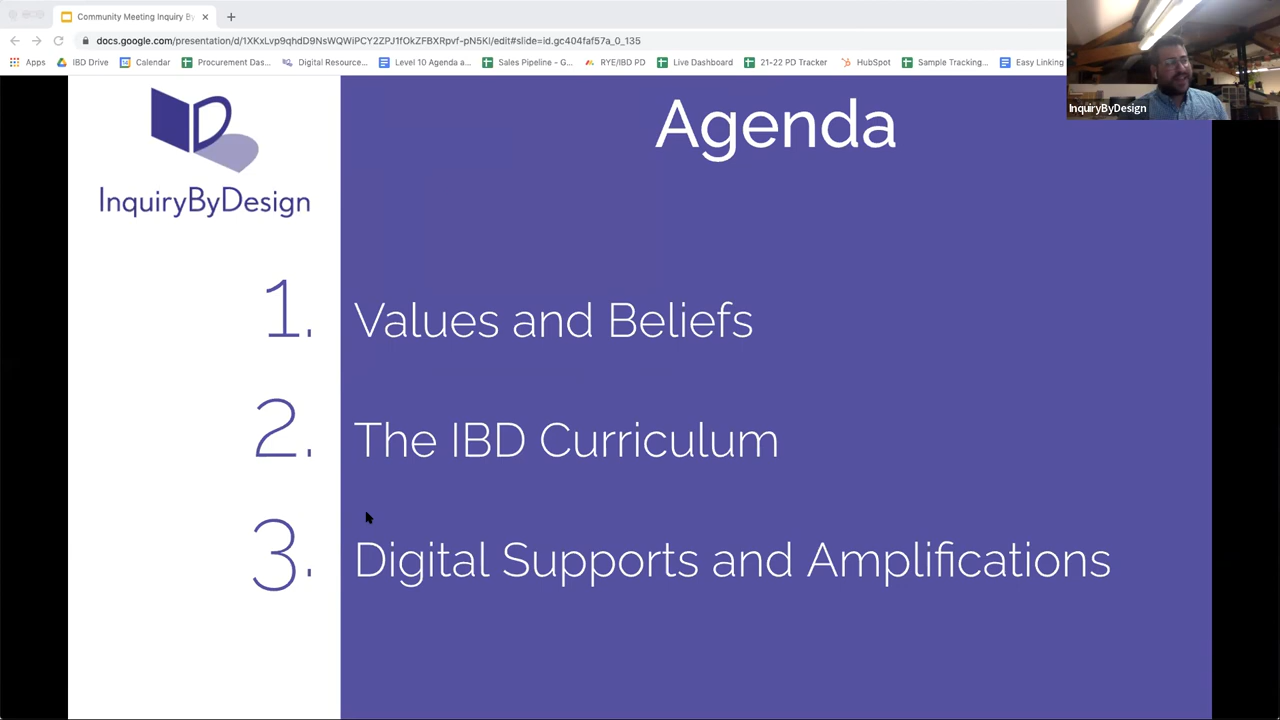 Community Meeting Inquiry By
docs.google.com/presentation/d/1XKxLvp9qhdD9NsWQWiPCY2ZPJ1fOkZFBXRpvf-pN5KI/edit#slide=id.gc404faf57a_0_135
Apps IBD Drive Calendar Procurement Das... Digital Resource... Level 10 Agenda a... Sales Pipeline - G... RYE/IBD PD Live Dashboard 21-22 PD Tracker HubSpot Sample Tracking... Easy Linking
InquiryByDesign
InquiryByDesign
Agenda
1. Values and Beliefs
2. The IBD Curriculum
3. Digital Supports and Amplifications